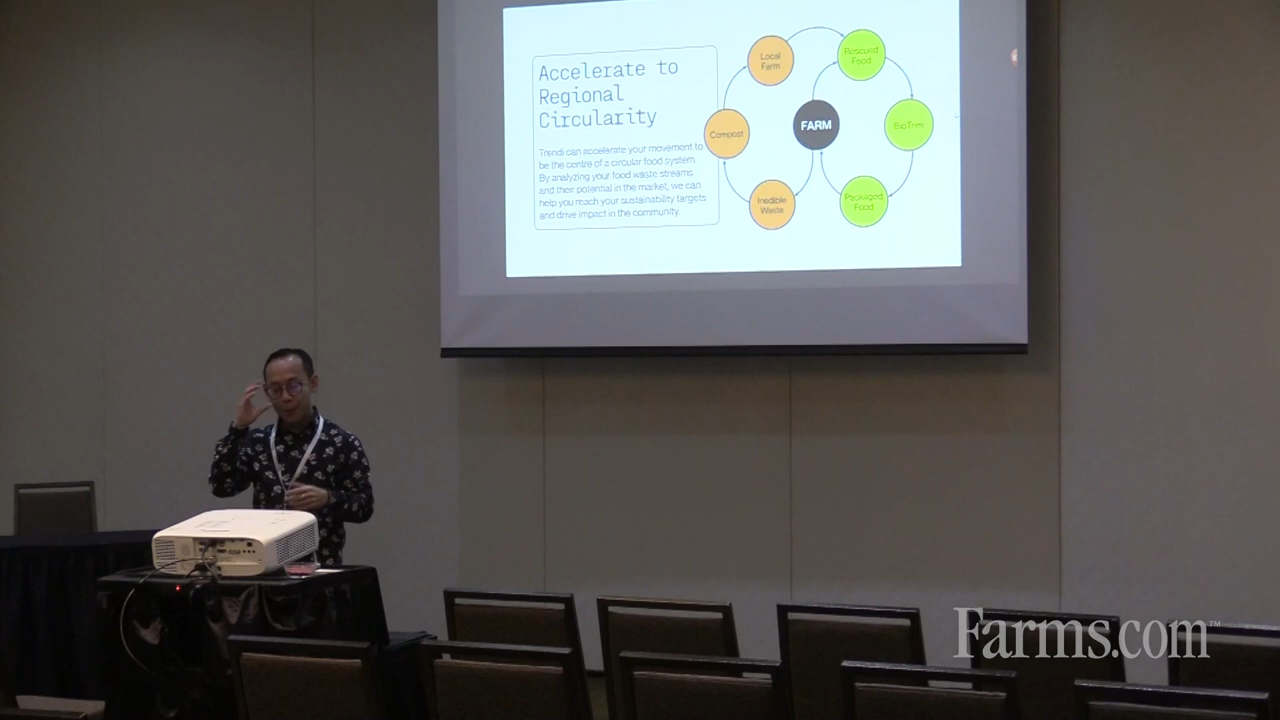 Accelerate to
Regional
Circularity
Trendi can accelerate your movement to
be the centre of a circular food system.
By analyzing your food waste streams
and their potential in the market, we can
help you reach your sustainability targets
and drive impact in the community.
Local
Farm
Rescued
Food
Compost
FARM
BioTrim
Inedible
Waste
Packaged
Food
Farms.com™